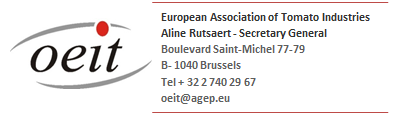 oeit
European Association of Tomato Industries
Aline Rutsaert - Secretary General
Boulevard Saint-Michel 77-79
B- 1040 Brussels
Tel + 32 2 740 29 67
oeit@agep.eu